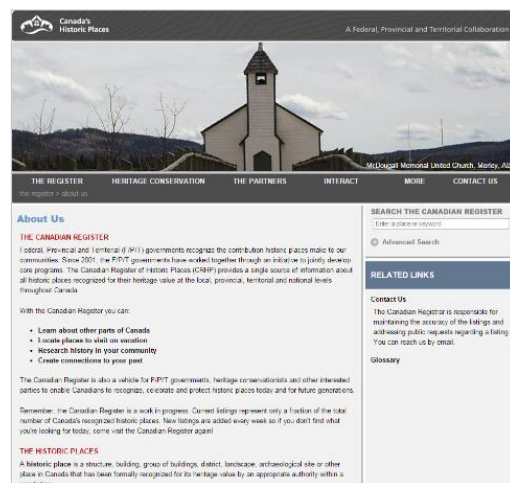 Canada's
Historic Places
A Federal, Provincial and Territorial Collaboration
McDougall Memorial United Church, Morley, AB
THE REGISTER HERITAGE CONSERVATION THE PARTNERS INTERACT MORE CONTACT US
the register > about us
About Us
THE CANADIAN REGISTER
Federal, Provincial and Territorial (F/P/T) governments recognize the contribution historic places make to our
communities. Since 2001, the F/P/T governments have worked together through an initiative to jointly develop
core programs. The Canadian Register of Historic Places (CRHP) provides a single source of information about
all historic places recognized for their heritage value at the local, provincial, territorial and national levels
throughout Canada.
With the Canadian Register you can:
• Learn about other parts of Canada
• Locate places to visit on vacation
• Research history in your community
• Create connections to your past
The Canadian Register is also a vehicle for F/P/T governments, heritage conservationists and other interested
parties to enable Canadians to recognize, celebrate and protect historic places today and for future generations.
Remember, the Canadian Register is a work in progress. Current listings represent only a fraction of the total
number of Canada's recognized historic places. New listings are added every week so if you don't find what
you're looking for today, come visit the Canadian Register again!
THE HISTORIC PLACES
A historic place is a structure, building, group of buildings, district, landscape, archaeological site or other
place in Canada that has been formally recognized for its heritage value by an appropriate authority within a
SEARCH THE CANADIAN REGISTER
Enter a place or keyword
Advanced Search
RELATED LINKS
Contact Us
The Canadian Registrar is responsible for
maintaining the accuracy of the listings and
addressing public requests regarding a listing.
You can reach us by email.
Glossary